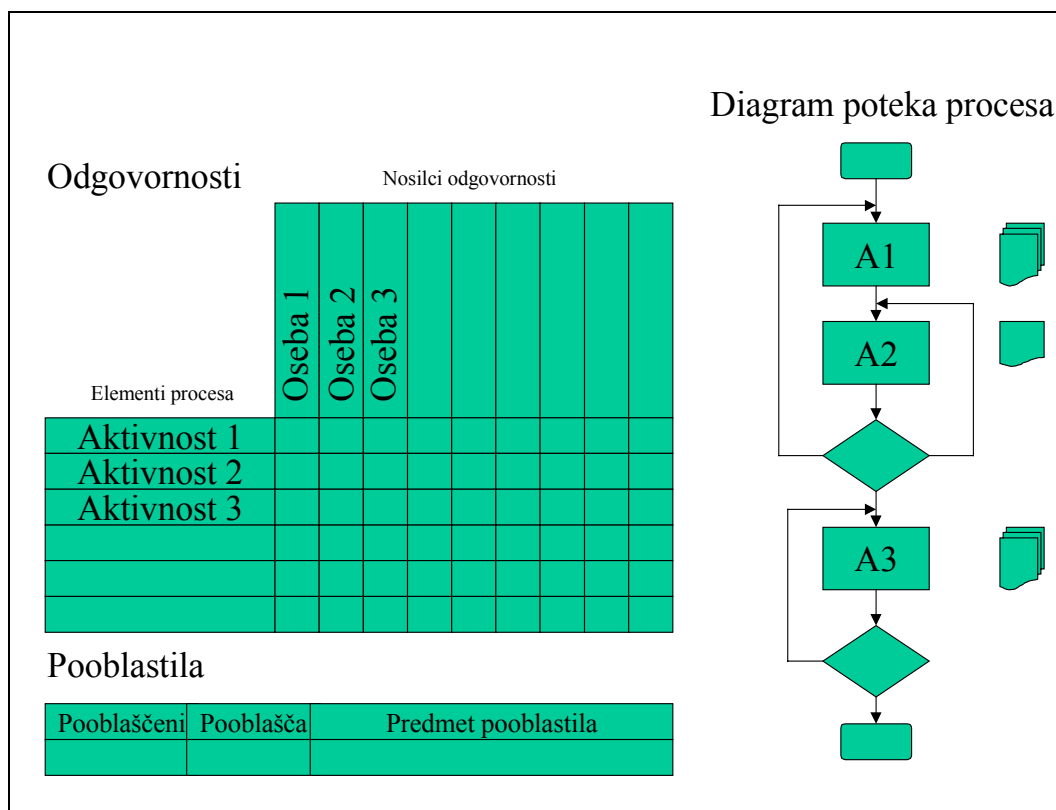 Diagram poteka procesa
Odgovornosti
Nosilci odgovornosti
Oseba 1
Oseba 2
Oseba 3
Elementi procesa
Aktivnost 1
Aktivnost 2
Aktivnost 3
Pooblastila
Pooblaščeni Pooblašča Predmet pooblastila
A1
A2
A3